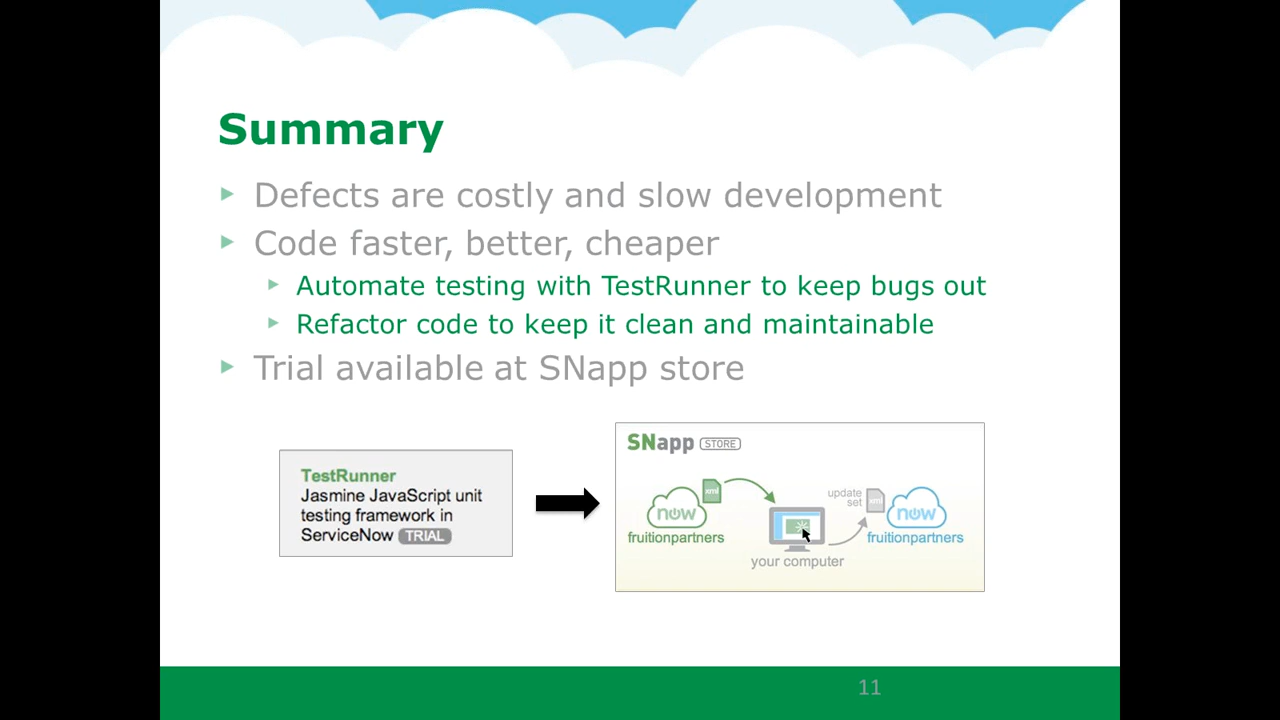 Summary
Defects are costly and slow development
Code faster, better, cheaper
Automate testing with TestRunner to keep bugs out
Refactor code to keep it clean and maintainable
Trial available at SNapp store
TestRunner
Jasmine JavaScript unit
testing framework in
ServiceNow TRIAL
SNapp STORE
xml
now
fruitionpartners
your computer
update
set
xml
now
fruitionpartners
11